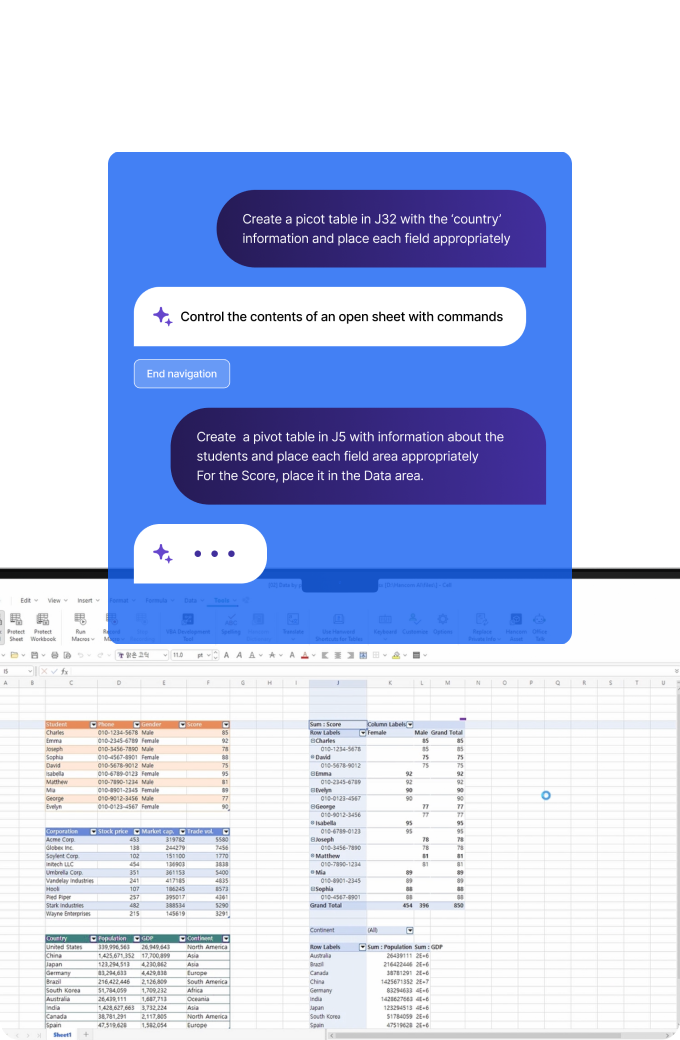 Create a picot table in J32 with the ‘country’
information and place each field appropriately
Control the contents of an open sheet with commands
End navigation
Create a pivot table in J5 with information about the
students and place each field area appropriately
For the Score, place it in the Data area.
Edit View Insert Format Formula Data Tools
Protect Sheet Protect Workbook Run Macros Record Macro VBA Development Tool Spelling Translate Keyboard Customize Options Office Talk
맑은 고딕 11.0 pt
J5 fx
A B C D E F G H I J K L M N O P Q R S T U
Student Phone Gender Score
Charles 010-1234-5678 Male 85
Emma 010-2345-6789 Female 92
Joseph 010-3456-7890 Male 78
Sophia 010-4567-8901 Female 88
David 010-5678-9012 Male 75
Isabella 010-6789-0123 Female 95
Matthew 010-7890-1234 Male 81
Mia 010-8901-2345 Female 89
George 010-9012-3456 Male 77
Evelyn 010-0123-4567 Female 90
Corporation Stock price Market cap. Trade vol.
Acme Corp. 453 319782 5560
Globex Inc. 138 244279 7456
Soylent Corp. 102 151100 1770
Initech LLC 454 136903 3838
Umbrella Corp. 351 361153 5400
Vandelay Industries 241 417185 4835
Hooli 107 186245 8573
Pied Piper 257 395017 4361
Stark Industries 482 388534 5290
Wayne Enterprises 215 145619 3291
Country Population GDP Continent
United States 339,996,563 26,949,643 North America
China 1,425,671,352 17,700,899 Asia
Japan 123,294,513 4,230,862 Asia
Germany 83,294,633 4,429,838 Europe
Brazil 216,422,446 2,126,809 South America
South Korea 51,784,059 1,709,232 Africa
Australia 26,439,111 1,687,713 Oceania
India 1,428,627,663 3,732,224 Asia
Canada 38,781,291 2,117,805 North America
Spain 47,519,628 1,582,054 Europe
Sum : Score Column Labels
Row Labels Female Male Grand Total
Charles 85 85
010-1234-5678 85 85
David 75 75
010-5678-9012 75 75
Emma 92 92
010-2345-6789 92 92
Evelyn 90 90
010-0123-4567 90 90
George 77 77
010-9012-3456 77 77
Isabella 95 95
010-6789-0123 95 95
Joseph 78 78
010-3456-7890 78 78
Matthew 81 81
010-7890-1234 81 81
Mia 89 89
010-8901-2345 89 89
Sophia 88 88
010-4567-8901 88 88
Grand Total 454 396 850
Continent (All)
Row Labels Sum : Population Sum : GDP
Australia 26439111 2E+6
Brazil 216422446 2E+6
Canada 38781291 2E+6
China 1425671352 2E+7
Germany 83294633 4E+6
India 1428627663 4E+6
Japan 123294513 4E+6
South Korea 51784059 2E+6
Spain 47519628 2E+6
Sheet1